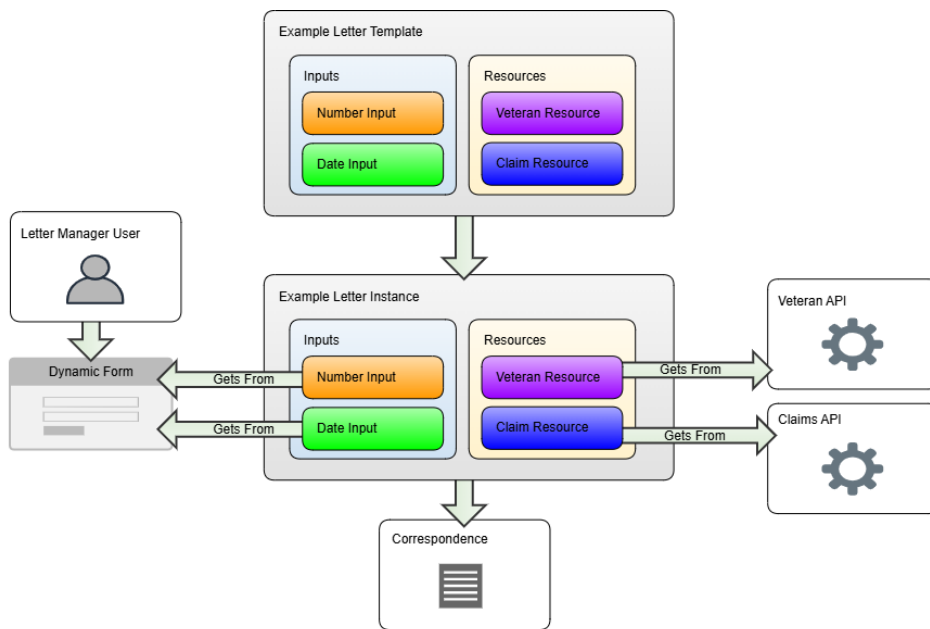 Example Letter Template
Inputs
Resources
Number Input
Veteran Resource
Date Input
Claim Resource
Letter Manager User
Example Letter Instance
Veteran API
Inputs
Resources
Dynamic Form
Gets From
Number Input
Veteran Resource
Gets From
Gets From
Date Input
Claim Resource
Gets From
Claims API
Correspondence